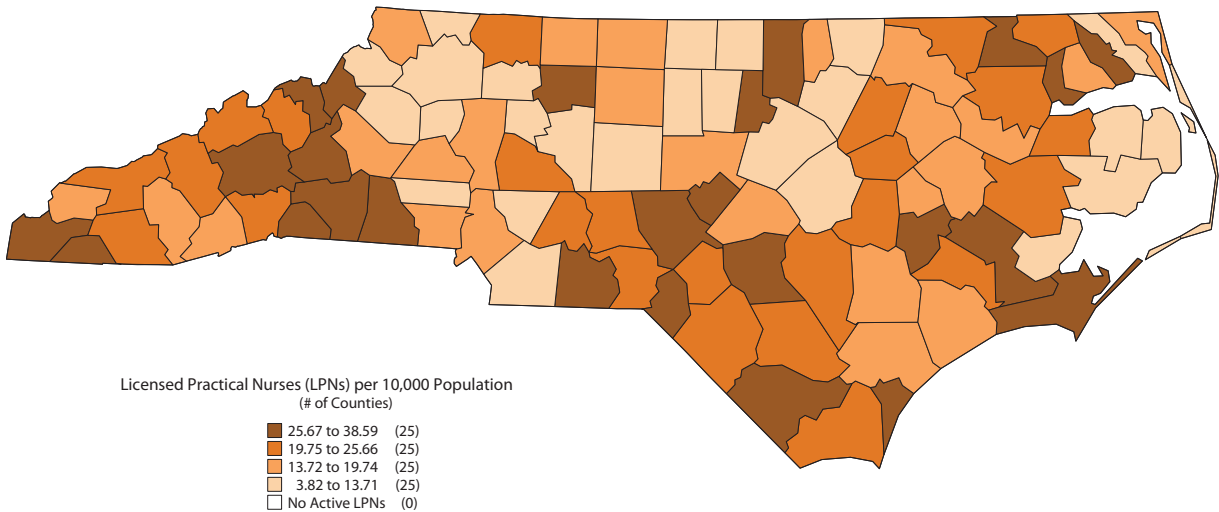 Licensed Practical Nurses (LPNs) per 10,000 Population
(# of Counties)
25.67 to 38.59 (25)
19.75 to 25.66 (25)
13.72 to 19.74 (25)
3.82 to 13.71 (25)
No Active LPNs (0)